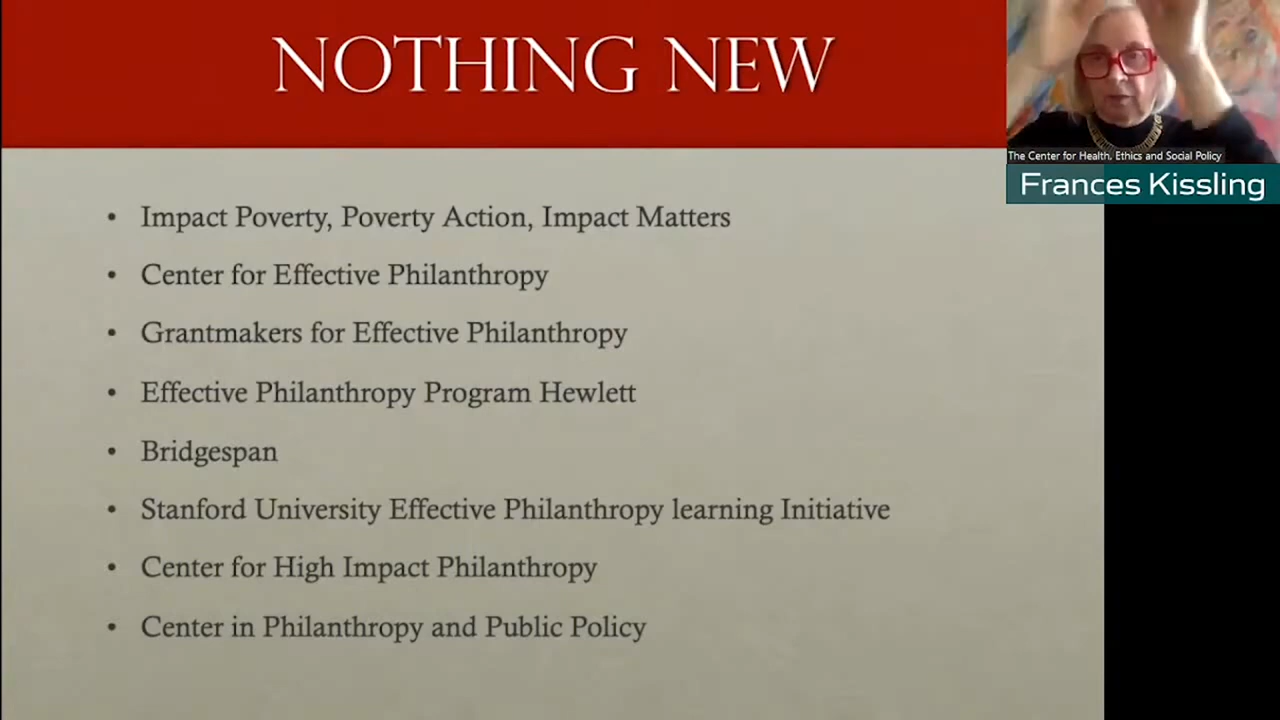 NOTHING NEW
The Center for Health, Ethics and Social Policy
Frances Kissling
• Impact Poverty, Poverty Action, Impact Matters
• Center for Effective Philanthropy
• Grantmakers for Effective Philanthropy
• Effective Philanthropy Program Hewlett
• Bridgespan
• Stanford University Effective Philanthropy learning Initiative
• Center for High Impact Philanthropy
• Center in Philanthropy and Public Policy